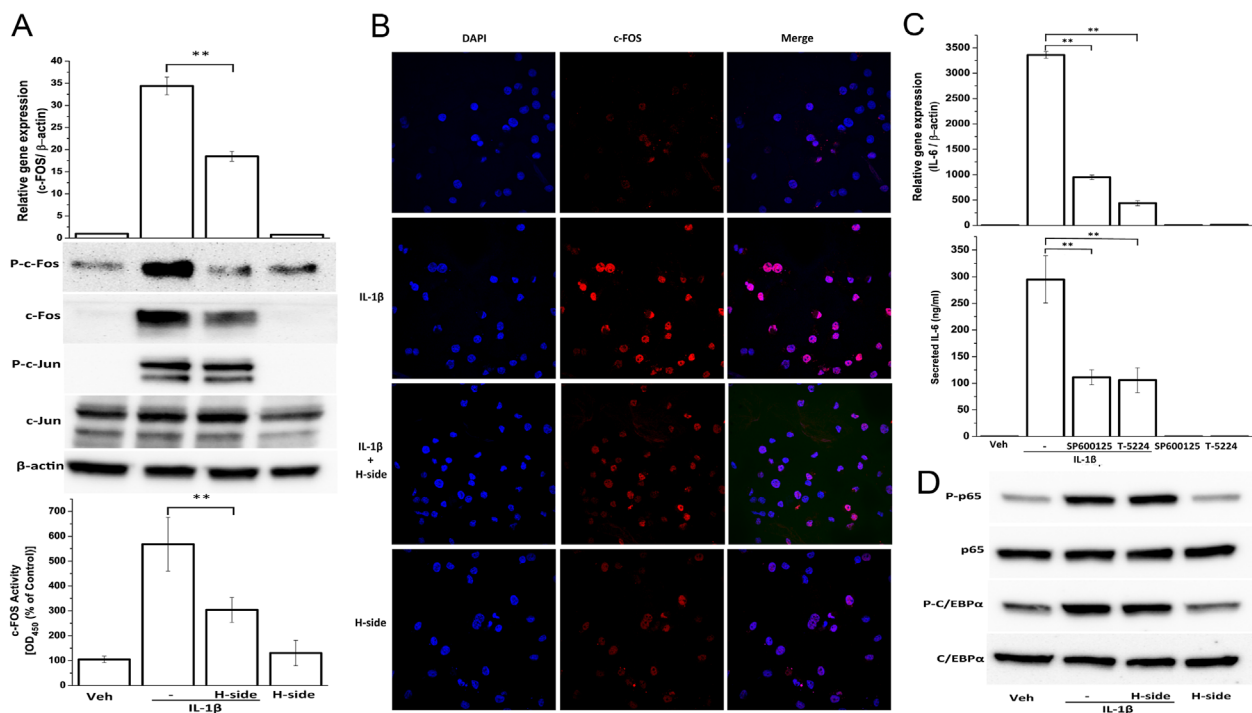 A
Relative gene expression
(c-FOS/ β-actin)
40
35
30
25
20
15
10
5
0
**
P-c-Fos
c-Fos
P-c-Jun
c-Jun
β-actin
c-FOS Activity
[OD450 (% of Control)]
700
600
500
400
300
200
100
0
**
Veh
-
H-side
H-side
IL-1β
B
DAPI
c-FOS
Merge
IL-1β
IL-1β
+
H-side
H-side
C
Relative gene expression
(IL-6 / β-actin)
3500
3000
2500
2000
1500
1000
500
0
**
**
Secreted IL-6 (ng/ml)
350
300
250
200
150
100
50
0
**
**
Veh
-
SP600125
T-5224
SP600125
T-5224
IL-1β
D
P-p65
p65
P-C/EBPα
C/EBPα
Veh
-
H-side
H-side
IL-1β